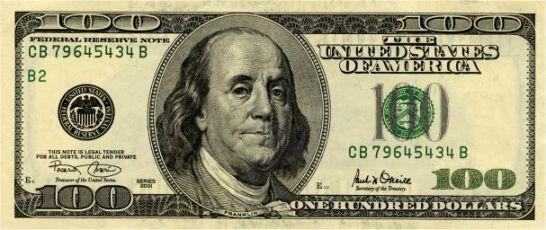 100
FEDERAL RESERVE NOTE
CB 79645434 B
B2
THIS NOTE IS LEGAL TENDER
FOR ALL DEBTS, PUBLIC AND PRIVATE
Treasurer of the United States.
SERIES
2001
100
FRANKLIN
100
THE
UNITED STATES
OF AMERICA
100
CB 79645434 B
Secretary of the Treasury.
100
ONE HUNDRED DOLLARS